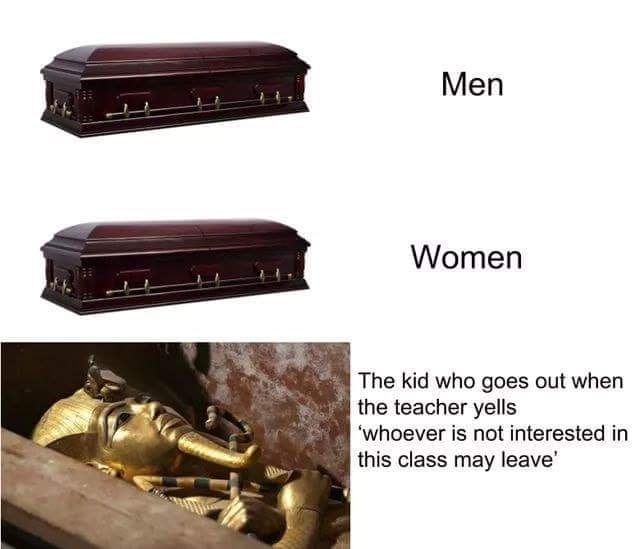 Men
Women
The kid who goes out when
the teacher yells
‘whoever is not interested in
this class may leave’